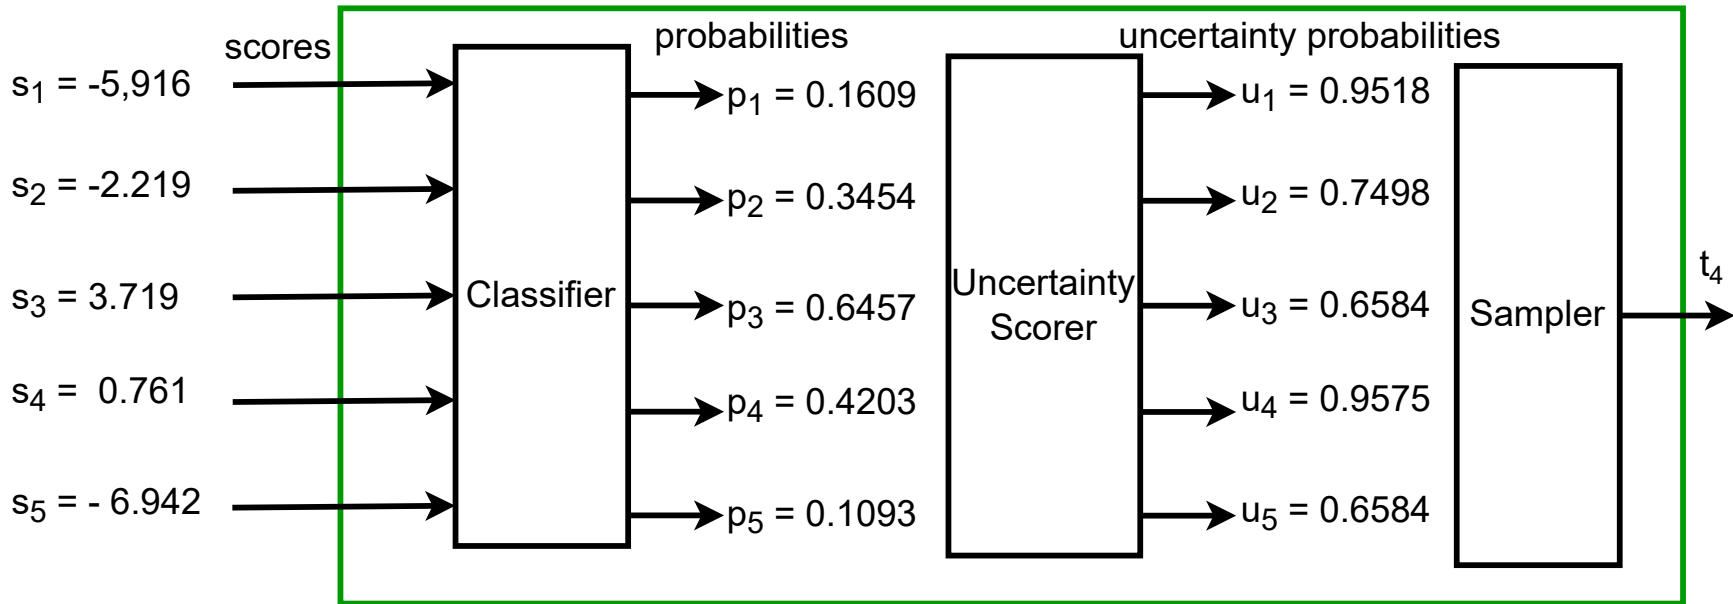 scores
probabilities
uncertainty probabilities
s1 = -5,916
p1 = 0.1609
u1 = 0.9518
s2 = -2.219
p2 = 0.3454
u2 = 0.7498
s3 = 3.719
Classifier
p3 = 0.6457
Uncertainty
Scorer
u3 = 0.6584
Sampler
t4
s4 = 0.761
p4 = 0.4203
u4 = 0.9575
s5 = - 6.942
p5 = 0.1093
u5 = 0.6584